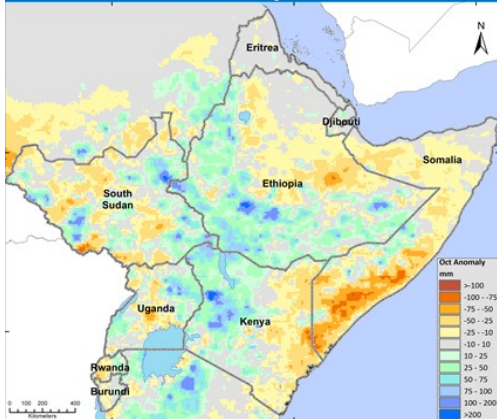 N
Eritrea
Djibouti
Somalia
Ethiopia
South
Sudan
Uganda
Kenya
Rwanda
Burundi
0 50 100 200 300 400
Kilometers
Oct Anomaly
mm
>-100
-100 - -75
-75 - -50
-50 - -25
-25 - -10
-10 - 10
10 - 25
25 - 50
50 - 75
75 - 100
100 - 200
>200